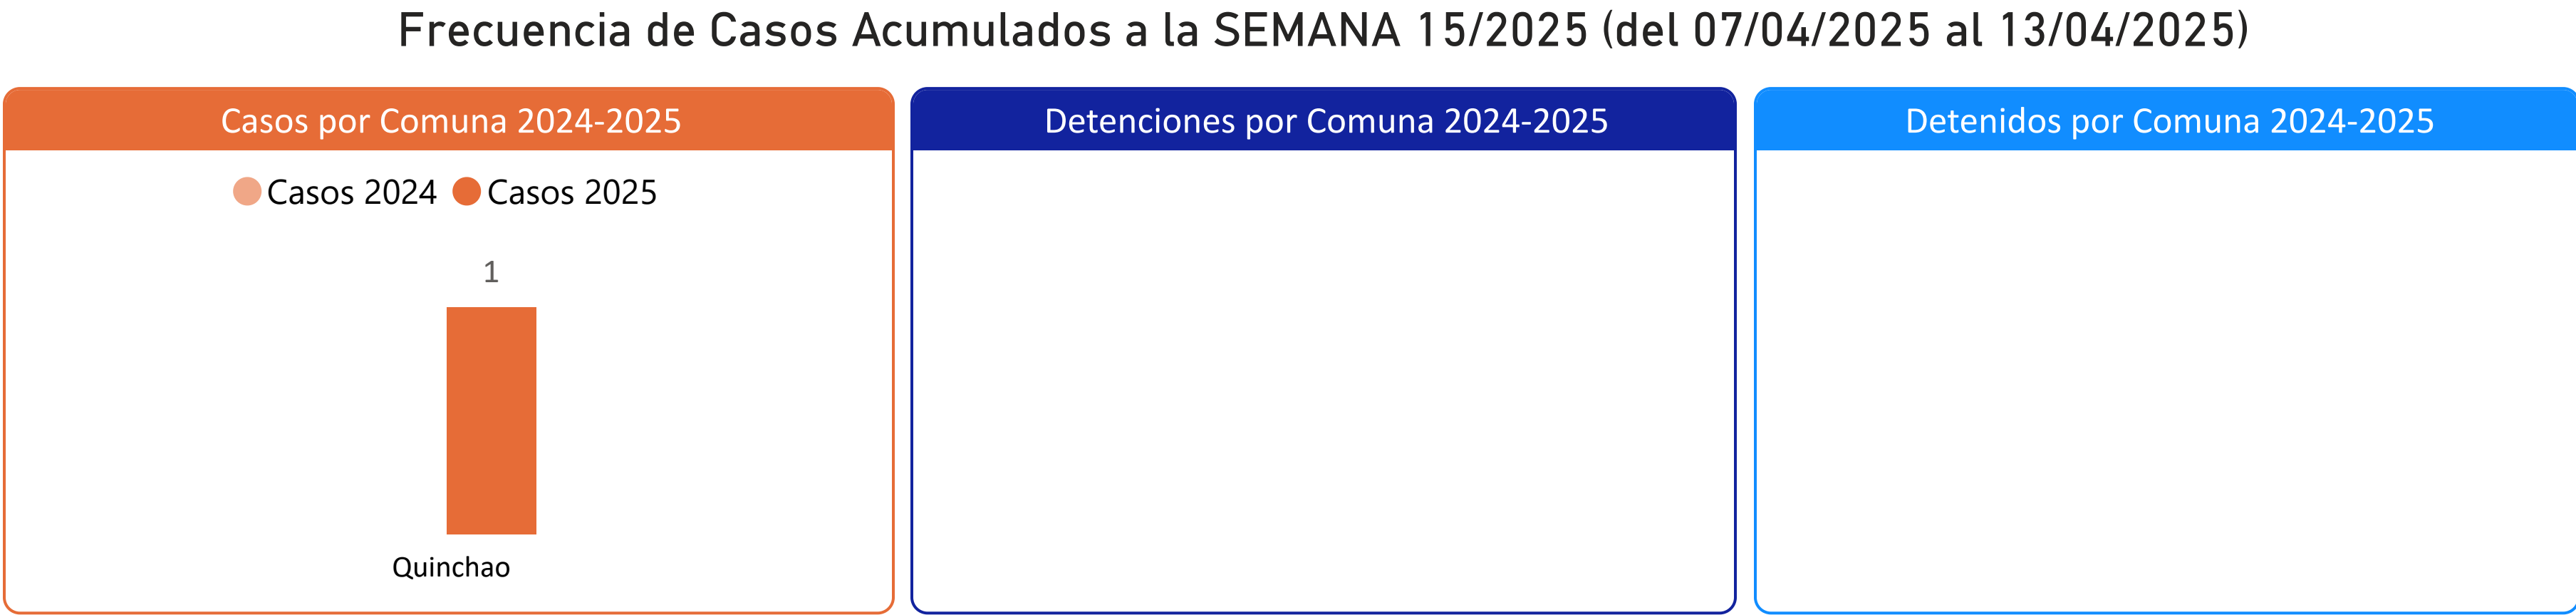 Frecuencia de Casos Acumulados a la SEMANA 15/2025 (del 07/04/2025 al 13/04/2025)
Casos por Comuna 2024-2025
Casos 2024 Casos 2025
1
Quinchao
Detenciones por Comuna 2024-2025
Detenidos por Comuna 2024-2025